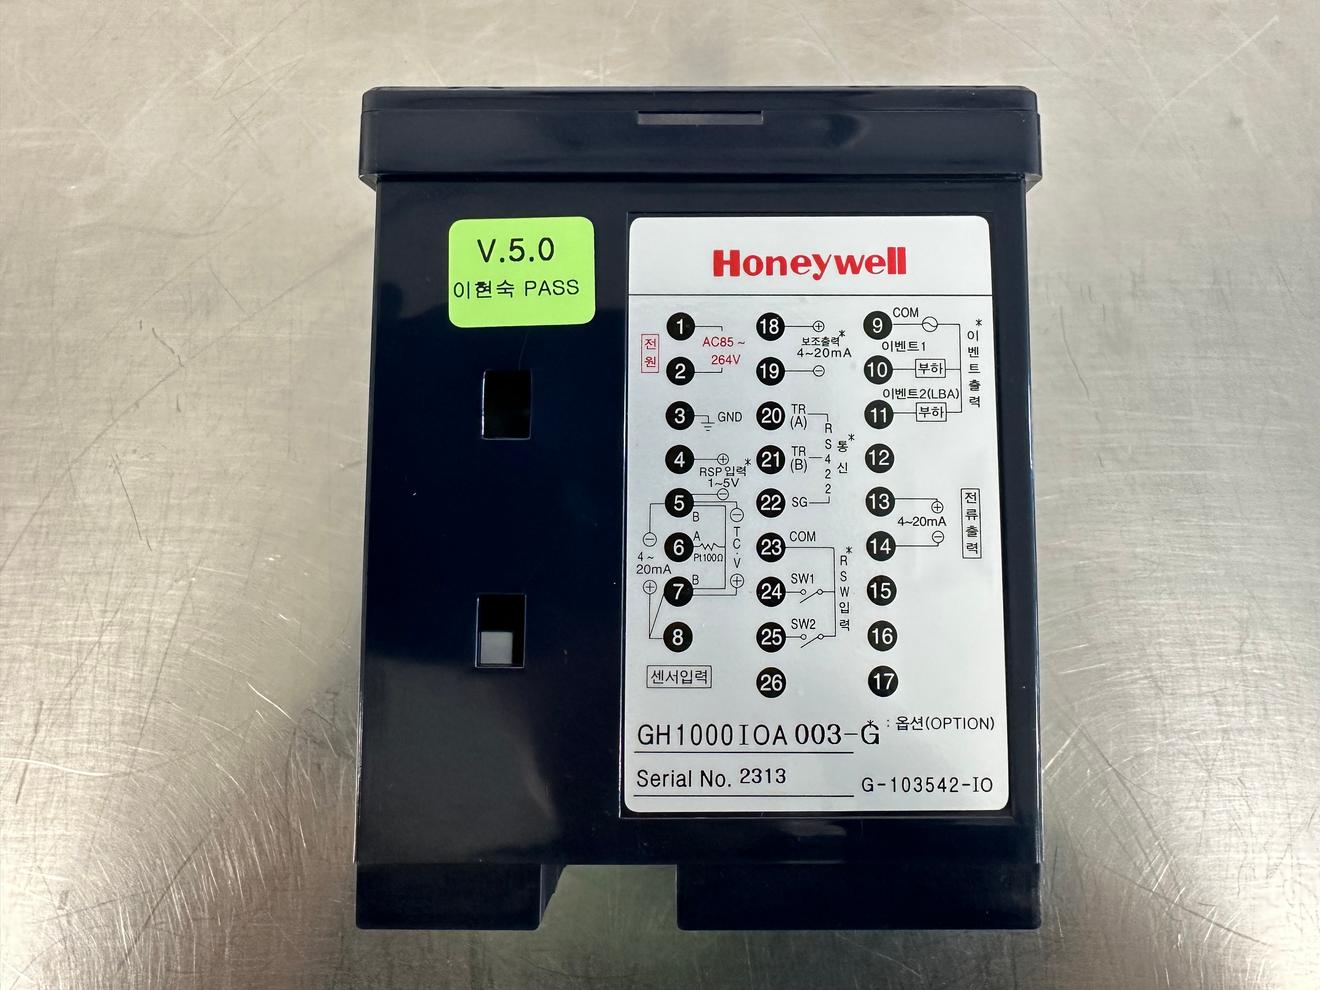 V.5.0
이현숙 PASS
Honeywell
전원
1
AC85 ~
264V
2
3
GND
4
RSP 입력*
1~5V
5
B
A
6
Pt100Ω
4 ~
20mA
TC·V
7
B
8
센서입력
18
보조출력*
4~20mA
19
20
TR
(A)
21
TR
(B)
22
SG
RS422
*통신
23
COM
24
SW1
25
SW2
*RSW입력
26
9
COM
이벤트1
10
부하
이벤트2(LBA)
11
부하
*이벤트출력
12
13
4~20mA
14
전류출력
15
16
17
* : 옵션(OPTION)
GH1000IOA 003-G
Serial No. 2313
G-103542-IO